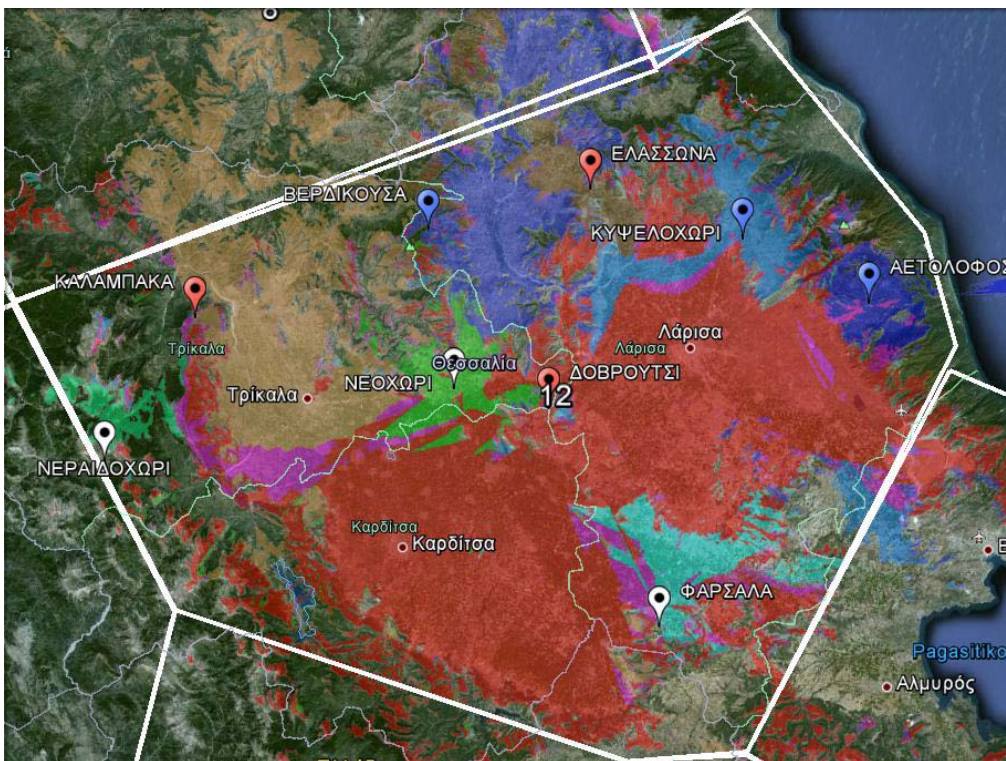 ΕΛΑΣΣΩΝΑ
ΒΕΡΔΙΚΟΥΣΑ
ΚΥΨΕΛΟΧΩΡΙ
ΑΕΤΟΛΟΦΟΣ
ΚΑΛΑΜΠΑΚΑ
Λάρισα
Τρίκαλα
Λάρισα
Θεσσαλία
ΔΟΒΡΟΥΤΣΙ
ΝΕΟΧΩΡΙ
12
Τρίκαλα
ΝΕΡΑΙΔΟΧΩΡΙ
Καρδίτσα
Καρδίτσα
ΦΑΡΣΑΛΑ
Pagasitiko
Αλμυρός